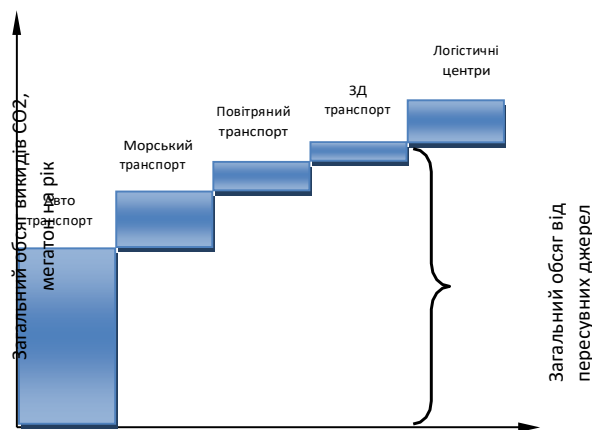 Загальний обсяг викидів СО2,
мегатон на рік
Авто
транспорт
Морський
транспорт
Повітряний
транспорт
ЗД
транспорт
Логістичні
центри
Загальний обсяг від
пересувних джерел